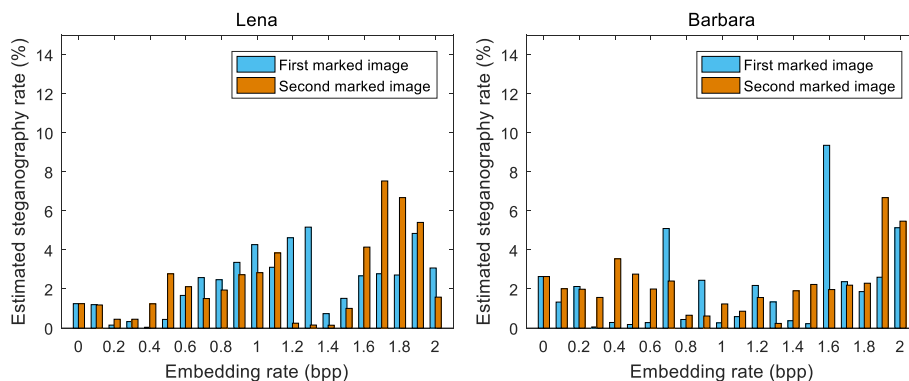 Lena
Estimated steganography rate (%)
14
12
10
8
6
4
2
0
First marked image
Second marked image
0 0.2 0.4 0.6 0.8 1 1.2 1.4 1.6 1.8 2
Embedding rate (bpp)
Barbara
Estimated steganography rate (%)
14
12
10
8
6
4
2
0
First marked image
Second marked image
0 0.2 0.4 0.6 0.8 1 1.2 1.4 1.6 1.8 2
Embedding rate (bpp)